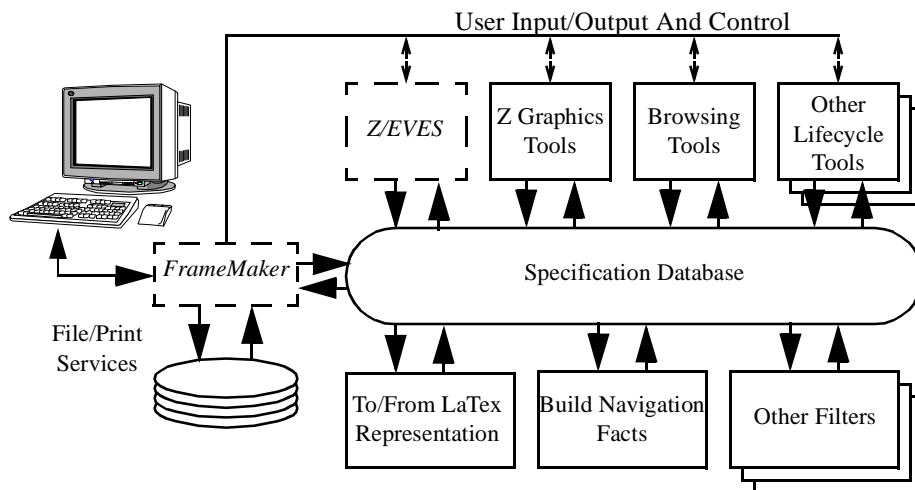 User Input/Output And Control
Z/EVES
Z Graphics
Tools
Browsing
Tools
Other
Lifecycle
Tools
FrameMaker
Specification Database
File/Print
Services
To/From LaTex
Representation
Build Navigation
Facts
Other Filters